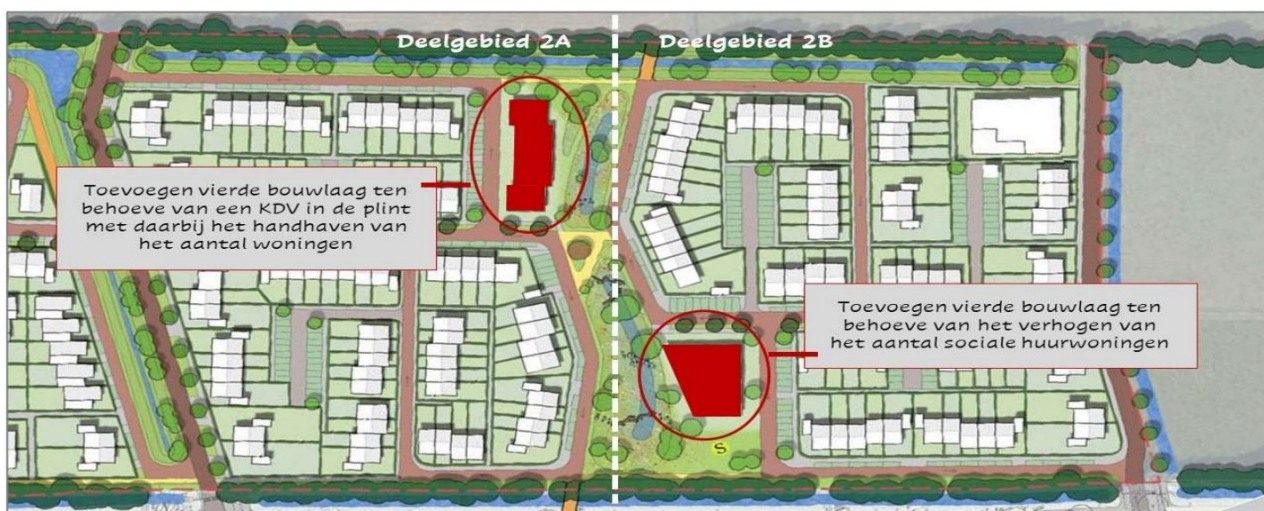 Deelgebied 2A
Deelgebied 2B
Toevoegen vierde bouwlaag ten
behoeve van een KDV in de plint
met daarbij het handhaven van
het aantal woningen
Toevoegen vierde bouwlaag ten
behoeve van het verhogen van
het aantal sociale huurwoningen
S